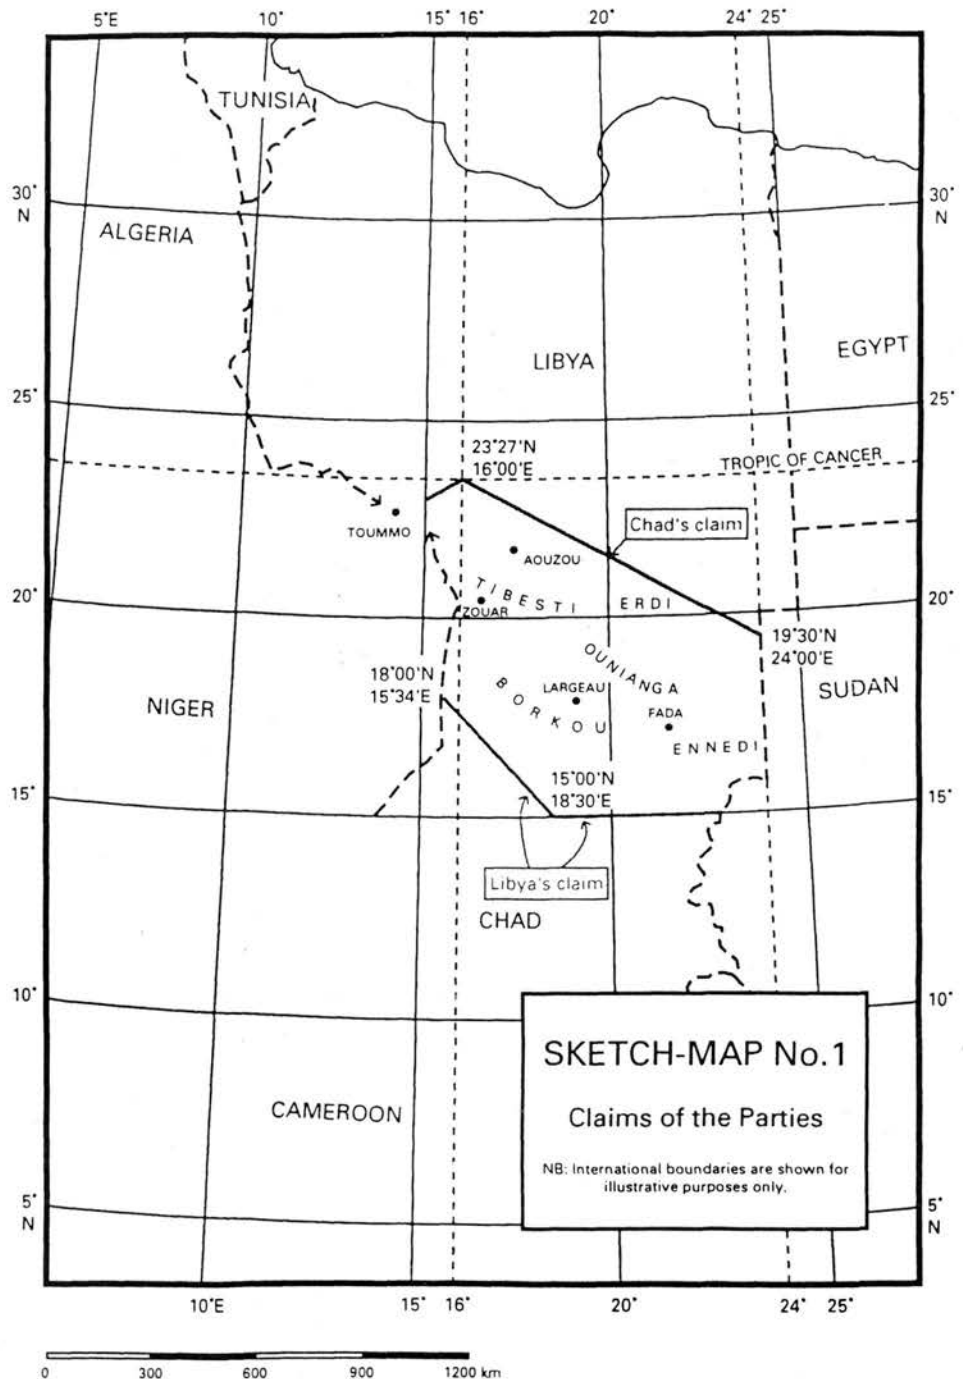 5°E 10° 15° 16° 20° 24° 25°
TUNISIA
30°
N
30°
N
ALGERIA
LIBYA
EGYPT
25°
25°
23°27'N
16°00'E
TROPIC OF CANCER
Chad's claim
TOUMMO
AOUZOU
TIBESTI
ERDI
20°
20°
ZOUAR
19°30'N
24°00'E
OUNIANGA
18°00'N
15°34'E
LARGEAU
BORKOU
FADA
SUDAN
NIGER
ENNEDI
15°00'N
18°30'E
15°
15°
Libya's claim
CHAD
10°
10°
SKETCH-MAP No.1
Claims of the Parties
NB: International boundaries are shown for
illustrative purposes only.
CAMEROON
5°
N
5°
N
10°E 15° 16° 20° 24° 25°
0 300 600 900 1200 km